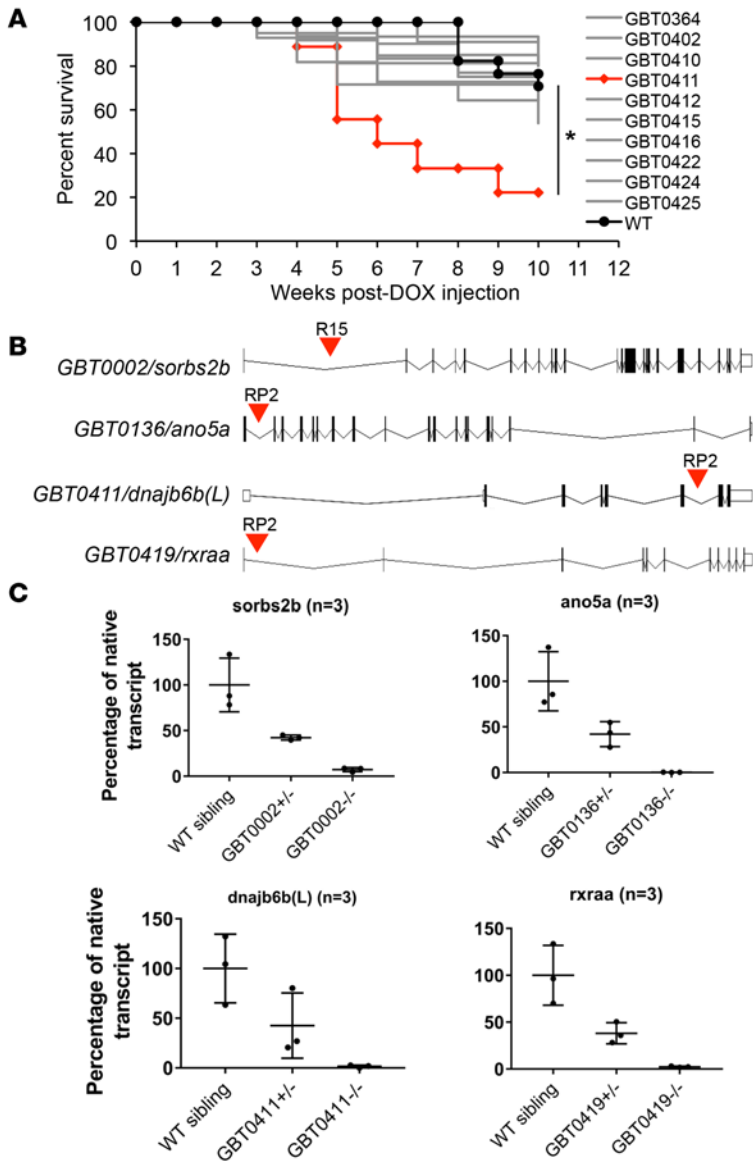 A
Percent survival
100
80
60
40
20
0
0 1 2 3 4 5 6 7 8 9 10 11 12
Weeks post-DOX injection
*
GBT0364
GBT0402
GBT0410
GBT0411
GBT0412
GBT0415
GBT0416
GBT0422
GBT0424
GBT0425
WT
B
R15
GBT0002/sorbs2b
RP2
GBT0136/ano5a
RP2
GBT0411/dnajb6b(L)
RP2
GBT0419/rxraa
C
sorbs2b (n=3)
Percentage of native
transcript
150
100
50
0
WT sibling
GBT0002+/-
GBT0002-/-
ano5a (n=3)
150
100
50
0
WT sibling
GBT0136+/-
GBT0136-/-
dnajb6b(L) (n=3)
Percentage of native
transcript
150
100
50
0
WT sibling
GBT0411+/-
GBT0411-/-
rxraa (n=3)
150
100
50
0
WT sibling
GBT0419+/-
GBT0419-/-